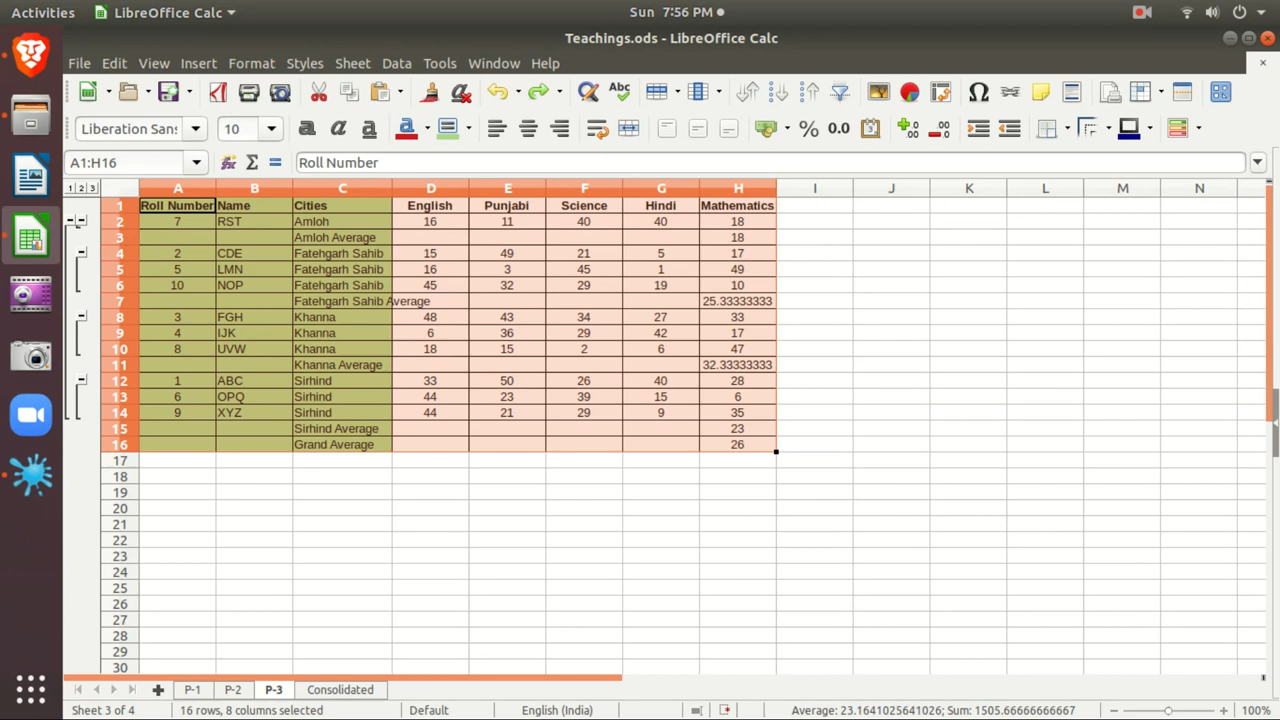 Activities LibreOffice Calc Sun 7:56 PM
Teachings.ods - LibreOffice Calc
File Edit View Insert Format Styles Sheet Data Tools Window Help
Liberation Sans 10
A1:H16 Roll Number
1 2 3 A B C D E F G H I J K L M N
1 Roll Number Name Cities English Punjabi Science Hindi Mathematics
2 7 RST Amloh 16 11 40 40 18
3 Amloh Average 18
4 2 CDE Fatehgarh Sahib 15 49 21 5 17
5 5 LMN Fatehgarh Sahib 16 3 45 1 49
6 10 NOP Fatehgarh Sahib 45 32 29 19 10
7 Fatehgarh Sahib Average 25.33333333
8 3 FGH Khanna 48 43 34 27 33
9 4 IJK Khanna 6 36 29 42 17
10 8 UVW Khanna 18 15 2 6 47
11 Khanna Average 32.33333333
12 1 ABC Sirhind 33 50 26 40 28
13 6 OPQ Sirhind 44 23 39 15 6
14 9 XYZ Sirhind 44 21 29 9 35
15 Sirhind Average 23
16 Grand Average 26
17
18
19
20
21
22
23
24
25
26
27
28
29
30
P-1 P-2 P-3 Consolidated
Sheet 3 of 4 16 rows, 8 columns selected Default English (India) Average: 23.1641025641026; Sum: 1505.66666666667 100%